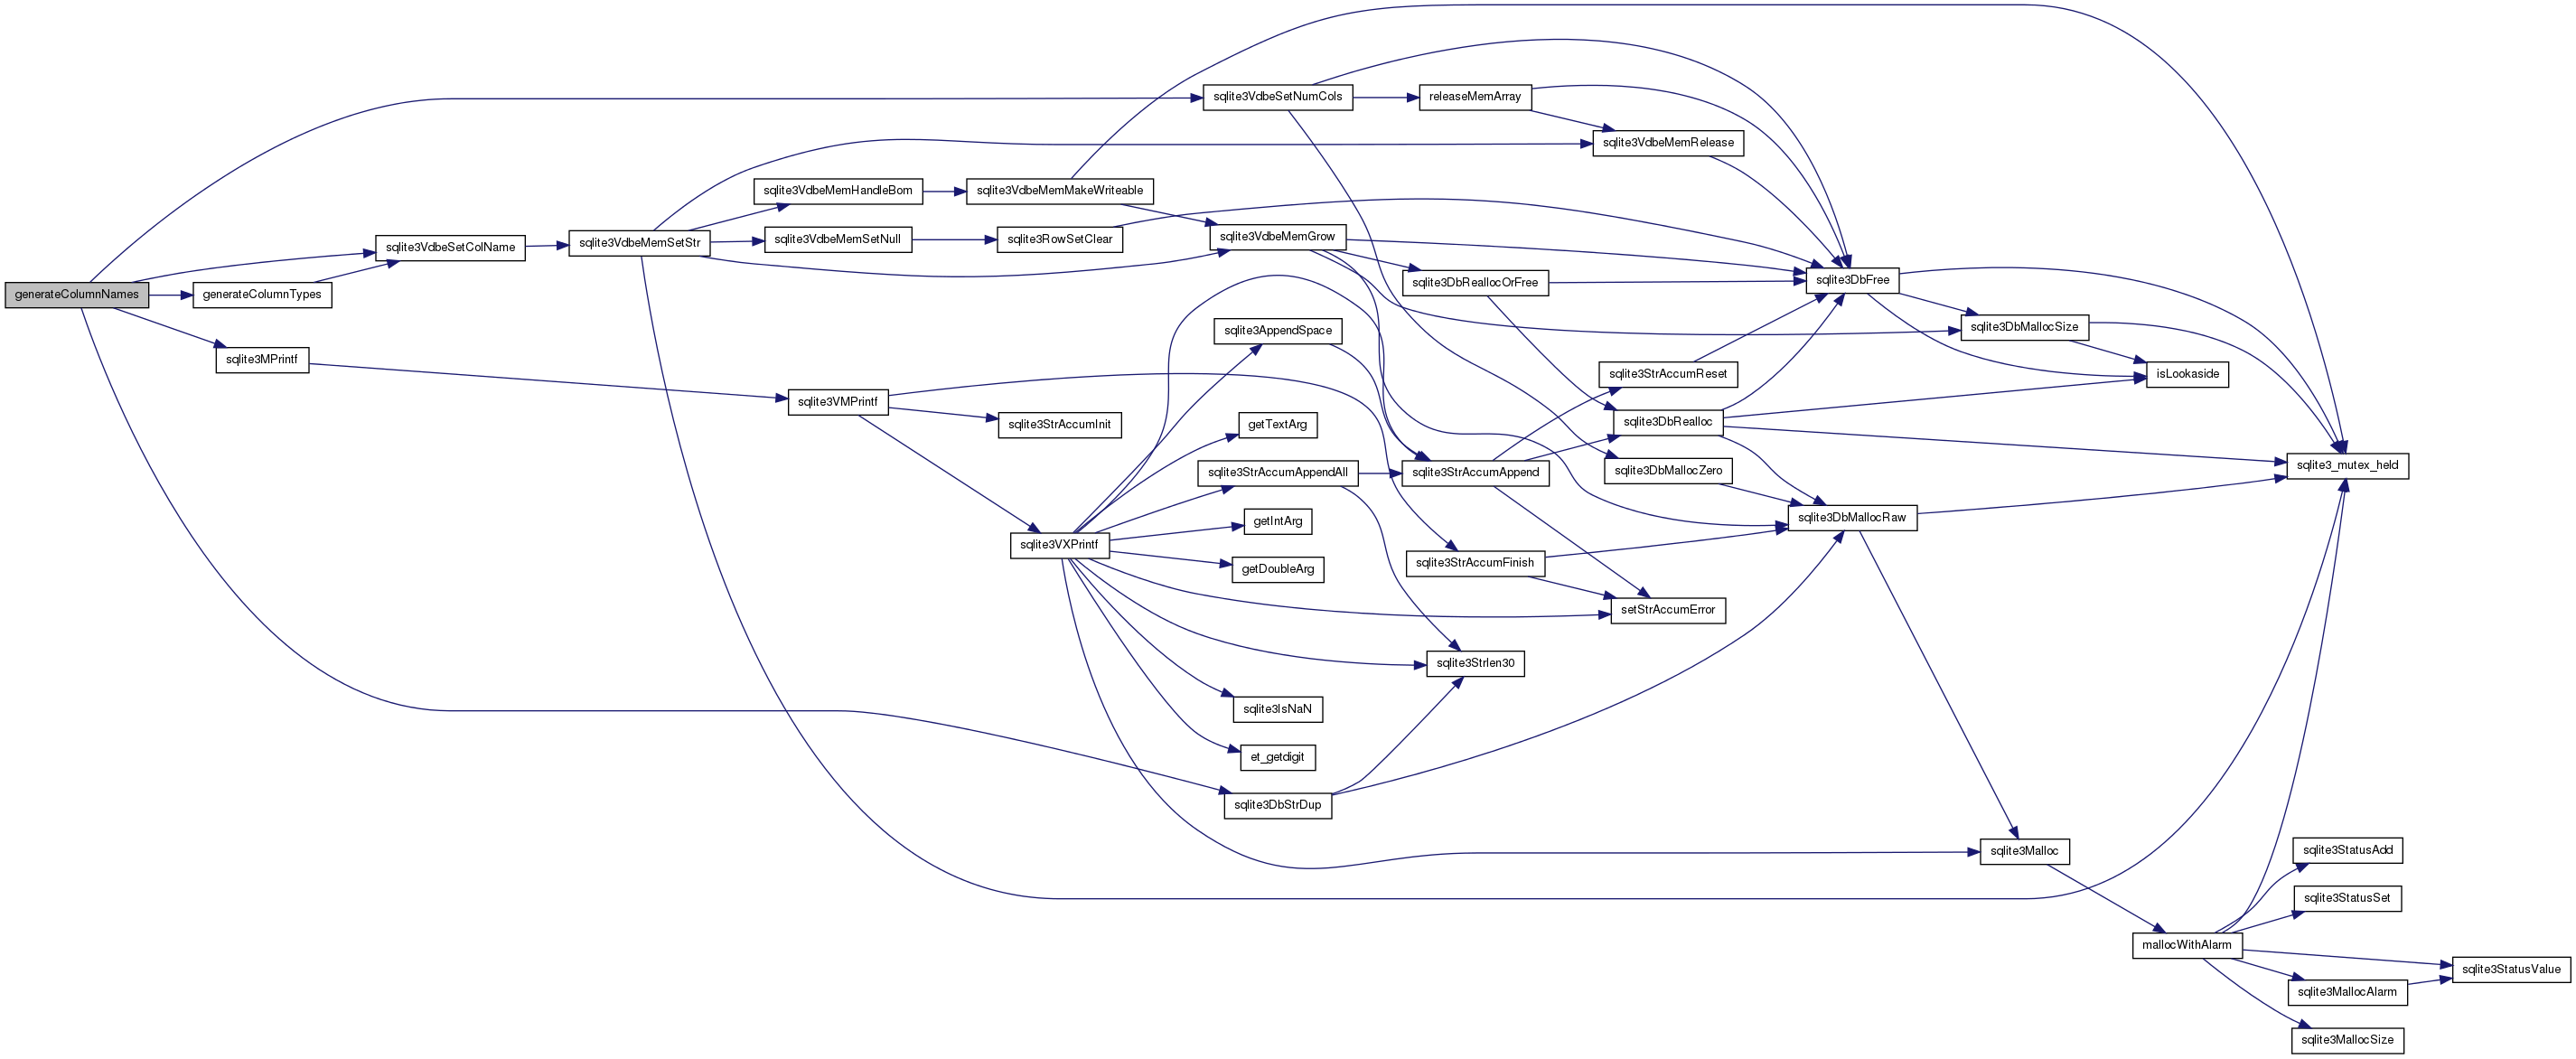 generateColumnNames
sqlite3VdbeSetColName
generateColumnTypes
sqlite3MPrintf
sqlite3VdbeMemSetStr
sqlite3VdbeMemHandleBom
sqlite3VdbeMemSetNull
sqlite3VMPrintf
sqlite3VdbeMemMakeWriteable
sqlite3RowSetClear
sqlite3StrAccumInit
sqlite3VXPrintf
sqlite3VdbeSetNumCols
sqlite3VdbeMemGrow
sqlite3AppendSpace
getTextArg
sqlite3StrAccumAppendAll
getIntArg
getDoubleArg
sqlite3IsNaN
et_getdigit
sqlite3DbStrDup
releaseMemArray
sqlite3DbReallocOrFree
sqlite3StrAccumAppend
sqlite3StrAccumFinish
sqlite3Strlen30
sqlite3VdbeMemRelease
sqlite3StrAccumReset
sqlite3DbRealloc
sqlite3DbMallocZero
setStrAccumError
sqlite3DbFree
sqlite3DbMallocRaw
sqlite3DbMallocSize
sqlite3Malloc
isLookaside
mallocWithAlarm
sqlite3_mutex_held
sqlite3StatusAdd
sqlite3StatusSet
sqlite3MallocAlarm
sqlite3MallocSize
sqlite3StatusValue